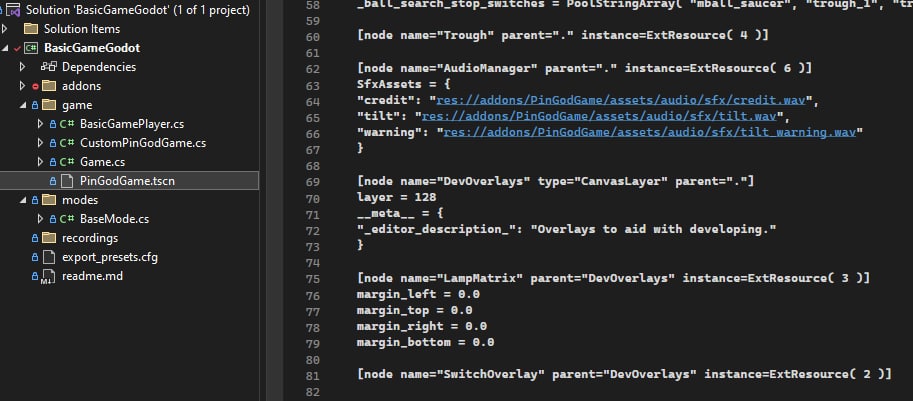 Solution 'BasicGameGodot' (1 of 1 project)
Solution Items
C# BasicGameGodot
Dependencies
addons
game
C# BasicGamePlayer.cs
C# CustomPinGodGame.cs
C# Game.cs
PinGodGame.tscn
modes
C# BaseMode.cs
recordings
export_presets.cfg
readme.md
58 _ball_search_stop_switches = PoolStringArray( "mball_saucer", "trough_1", "tr
59
60 [node name="Trough" parent="." instance=ExtResource( 4 )]
61
62 [node name="AudioManager" parent="." instance=ExtResource( 6 )]
63 SfxAssets = {
64 "credit": "res://addons/PinGodGame/assets/audio/sfx/credit.wav",
65 "tilt": "res://addons/PinGodGame/assets/audio/sfx/tilt.wav",
66 "warning": "res://addons/PinGodGame/assets/audio/sfx/tilt_warning.wav"
67 }
68
69 [node name="DevOverlays" type="CanvasLayer" parent="."]
70 layer = 128
71 __meta__ = {
72 "_editor_description_": "Overlays to aid with developing."
73 }
74
75 [node name="LampMatrix" parent="DevOverlays" instance=ExtResource( 3 )]
76 margin_left = 0.0
77 margin_top = 0.0
78 margin_right = 0.0
79 margin_bottom = 0.0
80
81 [node name="SwitchOverlay" parent="DevOverlays" instance=ExtResource( 2 )]
82